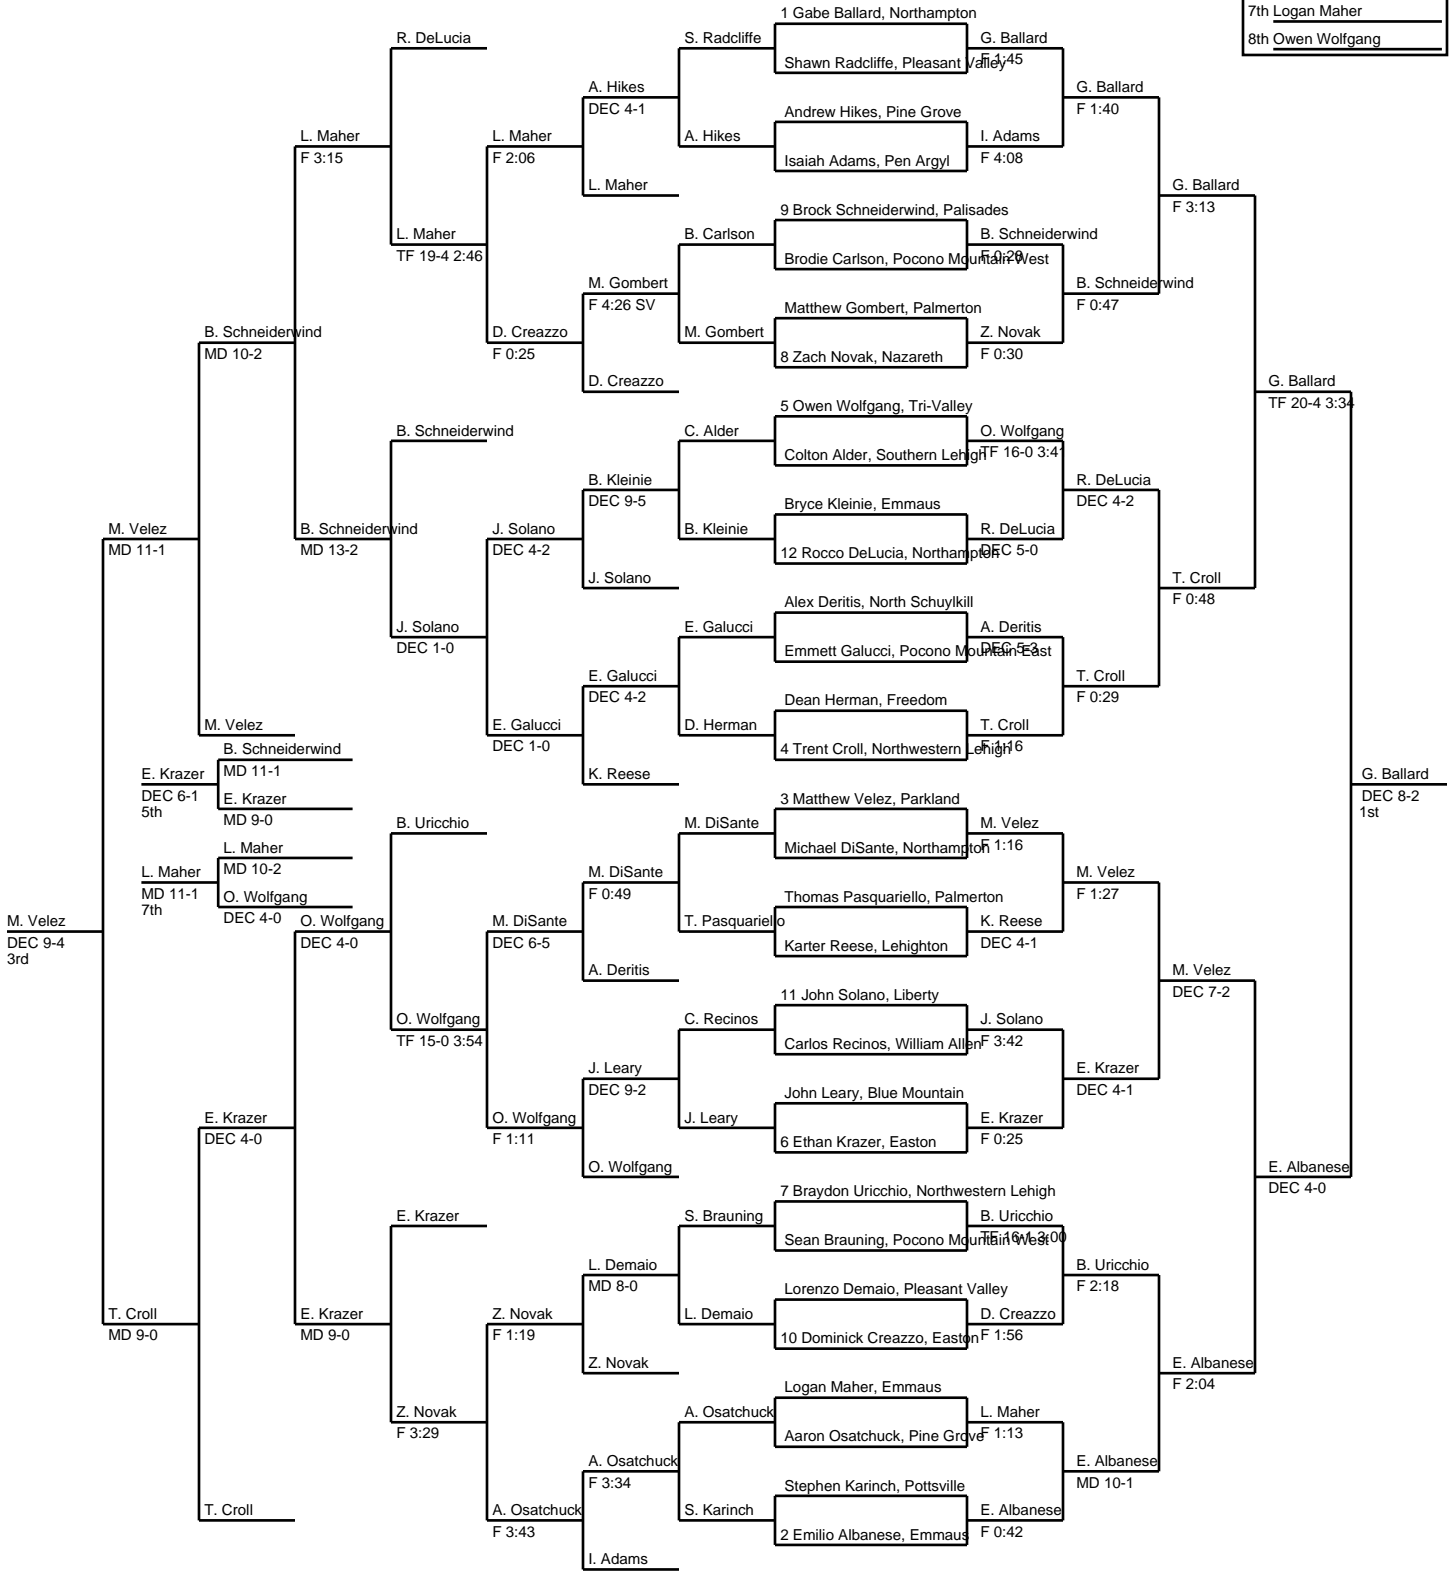 7th Logan Maher
8th Owen Wolfgang
M. Velez
DEC 9-4
3rd
M. Velez
MD 11-1
T. Croll
MD 9-0
B. Schneiderwind
MD 10-2
M. Velez
E. Krazer
DEC 4-0
T. Croll
E. Krazer
DEC 6-1
5th
B. Schneiderwind
MD 11-1
E. Krazer
MD 9-0
L. Maher
MD 11-1
7th
L. Maher
MD 10-2
O. Wolfgang
DEC 4-0
L. Maher
F 3:15
B. Schneiderwind
MD 13-2
O. Wolfgang
DEC 4-0
E. Krazer
MD 9-0
R. DeLucia
L. Maher
TF 19-4 2:46
B. Schneiderwind
J. Solano
DEC 1-0
B. Uricchio
O. Wolfgang
TF 15-0 3:54
E. Krazer
Z. Novak
F 3:29
L. Maher
F 2:06
D. Creazzo
F 0:25
J. Solano
DEC 4-2
E. Galucci
DEC 1-0
M. DiSante
DEC 6-5
O. Wolfgang
F 1:11
Z. Novak
F 1:19
A. Osatchuck
F 3:43
A. Hikes
DEC 4-1
L. Maher
M. Gombert
F 4:26 SV
D. Creazzo
B. Kleinie
DEC 9-5
J. Solano
E. Galucci
DEC 4-2
K. Reese
M. DiSante
F 0:49
A. Deritis
J. Leary
DEC 9-2
O. Wolfgang
L. Demaio
MD 8-0
Z. Novak
A. Osatchuck
F 3:34
I. Adams
S. Radcliffe
A. Hikes
B. Carlson
M. Gombert
C. Alder
B. Kleinie
E. Galucci
D. Herman
M. DiSante
T. Pasquariello
C. Recinos
J. Leary
S. Brauning
L. Demaio
A. Osatchuck
S. Karinch
1 Gabe Ballard, Northampton
Shawn Radcliffe, Pleasant Valley
Andrew Hikes, Pine Grove
Isaiah Adams, Pen Argyl
9 Brock Schneiderwind, Palisades
Brodie Carlson, Pocono Mountain West
Matthew Gombert, Palmerton
8 Zach Novak, Nazareth
5 Owen Wolfgang, Tri-Valley
Colton Alder, Southern Lehigh
Bryce Kleinie, Emmaus
12 Rocco DeLucia, Northampton
Alex Deritis, North Schuylkill
Emmett Galucci, Pocono Mountain East
Dean Herman, Freedom
4 Trent Croll, Northwestern Lehigh
3 Matthew Velez, Parkland
Michael DiSante, Northampton
Thomas Pasquariello, Palmerton
Karter Reese, Lehighton
11 John Solano, Liberty
Carlos Recinos, William Allen
John Leary, Blue Mountain
6 Ethan Krazer, Easton
7 Braydon Uricchio, Northwestern Lehigh
Sean Brauning, Pocono Mountain West
Lorenzo Demaio, Pleasant Valley
10 Dominick Creazzo, Easton
Logan Maher, Emmaus
Aaron Osatchuck, Pine Grove
Stephen Karinch, Pottsville
2 Emilio Albanese, Emmaus
G. Ballard
F 1:45
I. Adams
F 4:08
B. Schneiderwind
F 0:28
Z. Novak
F 0:30
O. Wolfgang
TF 16-0 3:41
R. DeLucia
DEC 5-0
A. Deritis
DEC 5-3
T. Croll
F 1:16
M. Velez
F 1:16
K. Reese
DEC 4-1
J. Solano
F 3:42
E. Krazer
F 0:25
B. Uricchio
TF 16-1 3:00
D. Creazzo
F 1:56
L. Maher
F 1:13
E. Albanese
F 0:42
G. Ballard
F 1:40
B. Schneiderwind
F 0:47
R. DeLucia
DEC 4-2
T. Croll
F 0:29
M. Velez
F 1:27
E. Krazer
DEC 4-1
B. Uricchio
F 2:18
E. Albanese
MD 10-1
G. Ballard
F 3:13
T. Croll
F 0:48
M. Velez
DEC 7-2
E. Albanese
F 2:04
G. Ballard
TF 20-4 3:34
E. Albanese
DEC 4-0
G. Ballard
DEC 8-2
1st